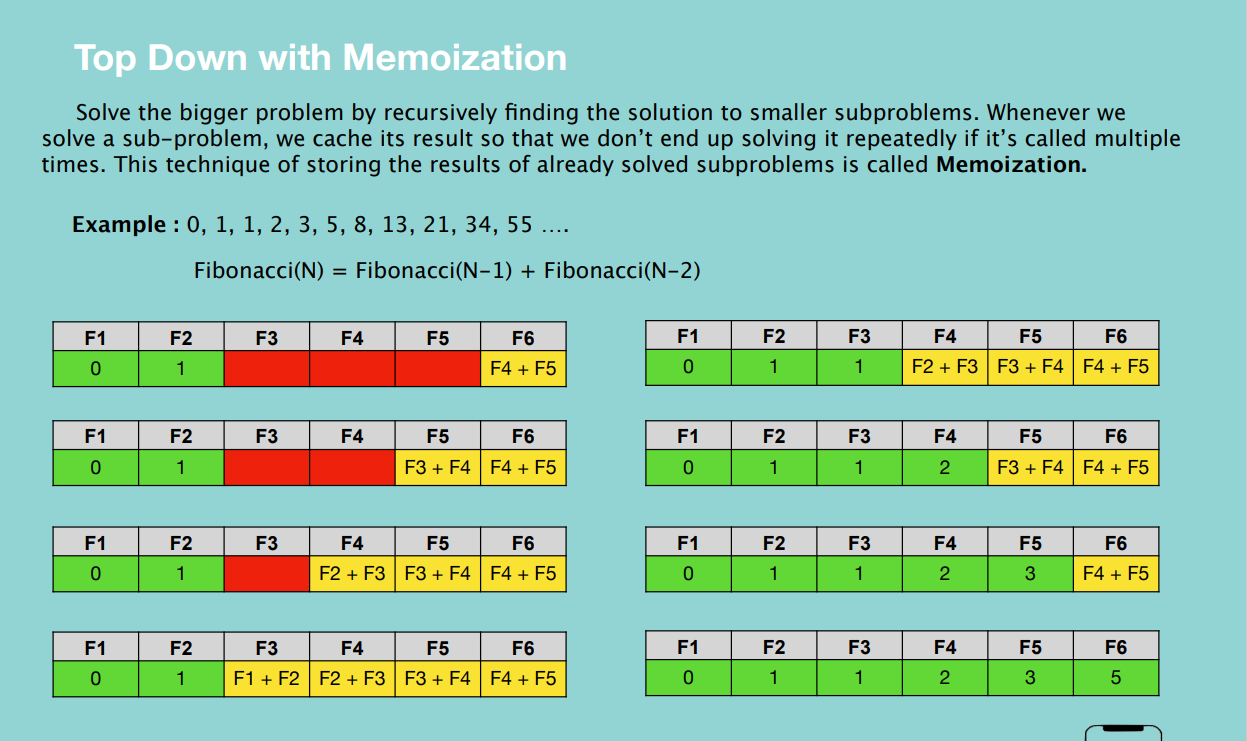 Top Down with Memoization
Solve the bigger problem by recursively finding the solution to smaller subproblems. Whenever we
solve a sub-problem, we cache its result so that we don’t end up solving it repeatedly if it’s called multiple
times. This technique of storing the results of already solved subproblems is called Memoization.
Example : 0, 1, 1, 2, 3, 5, 8, 13, 21, 34, 55 ....
Fibonacci(N) = Fibonacci(N-1) + Fibonacci(N-2)
F1 F2 F3 F4 F5 F6
0 1 F4 + F5
F1 F2 F3 F4 F5 F6
0 1 F3 + F4 F4 + F5
F1 F2 F3 F4 F5 F6
0 1 F2 + F3 F3 + F4 F4 + F5
F1 F2 F3 F4 F5 F6
0 1 F1 + F2 F2 + F3 F3 + F4 F4 + F5
F1 F2 F3 F4 F5 F6
0 1 1 F2 + F3 F3 + F4 F4 + F5
F1 F2 F3 F4 F5 F6
0 1 1 2 F3 + F4 F4 + F5
F1 F2 F3 F4 F5 F6
0 1 1 2 3 F4 + F5
F1 F2 F3 F4 F5 F6
0 1 1 2 3 5